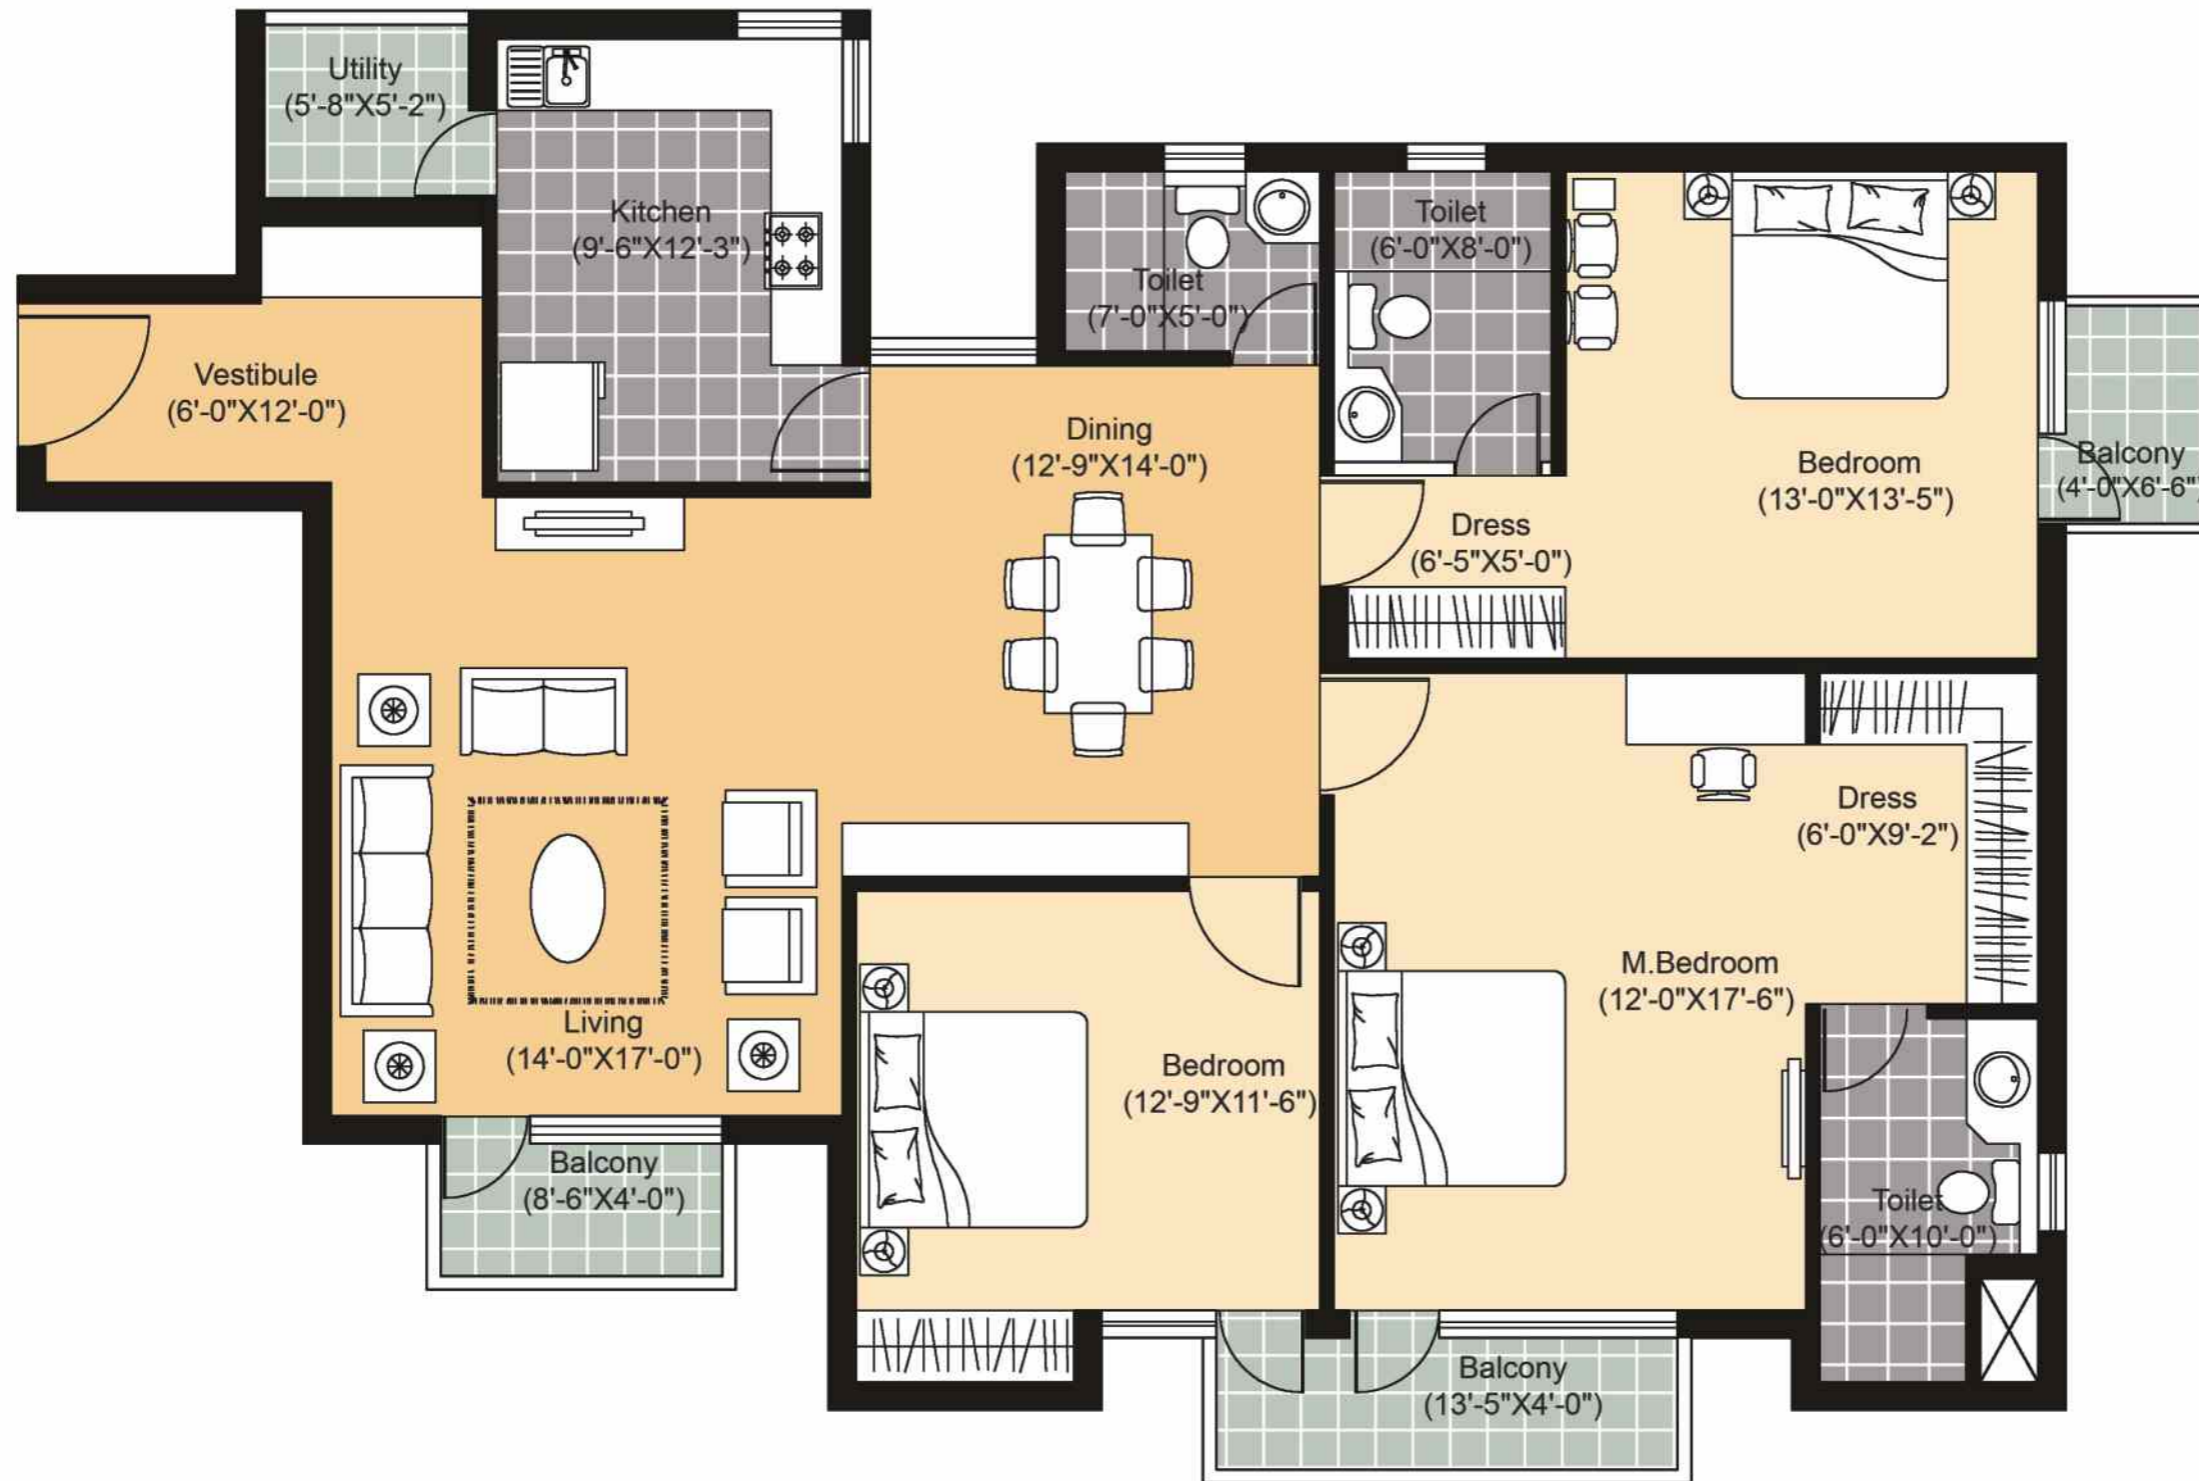 Utility
(5'-8"X5'-2")
Kitchen
(9'-6"X12'-3")
Toilet
(7'-0"X5'-0")
Toilet
(6'-0"X8'-0")
Vestibule
(6'-0"X12'-0")
Dining
(12'-9"X14'-0")
Bedroom
(13'-0"X13'-5")
Balcony
(4'-0"X6'-6")
Dress
(6'-5"X5'-0")
Dress
(6'-0"X9'-2")
M.Bedroom
(12'-0"X17'-6")
Living
(14'-0"X17'-0")
Bedroom
(12'-9"X11'-6")
Balcony
(8'-6"X4'-0")
Toilet
(6'-0"X10'-0")
Balcony
(13'-5"X4'-0")